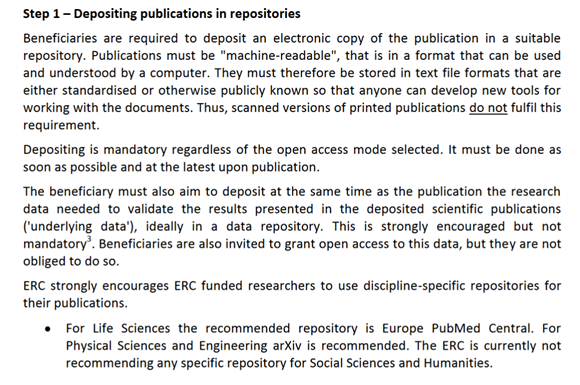 Step 1 – Depositing publications in repositories
Beneficiaries are required to deposit an electronic copy of the publication in a suitable
repository. Publications must be "machine-readable", that is in a format that can be used
and understood by a computer. They must therefore be stored in text file formats that are
either standardised or otherwise publicly known so that anyone can develop new tools for
working with the documents. Thus, scanned versions of printed publications do not fulfil this
requirement.
Depositing is mandatory regardless of the open access mode selected. It must be done as
soon as possible and at the latest upon publication.
The beneficiary must also aim to deposit at the same time as the publication the research
data needed to validate the results presented in the deposited scientific publications
('underlying data'), ideally in a data repository. This is strongly encouraged but not
mandatory³. Beneficiaries are also invited to grant open access to this data, but they are not
obliged to do so.
ERC strongly encourages ERC funded researchers to use discipline-specific repositories for
their publications.
• For Life Sciences the recommended repository is Europe PubMed Central. For
Physical Sciences and Engineering arXiv is recommended. The ERC is currently not
recommending any specific repository for Social Sciences and Humanities.